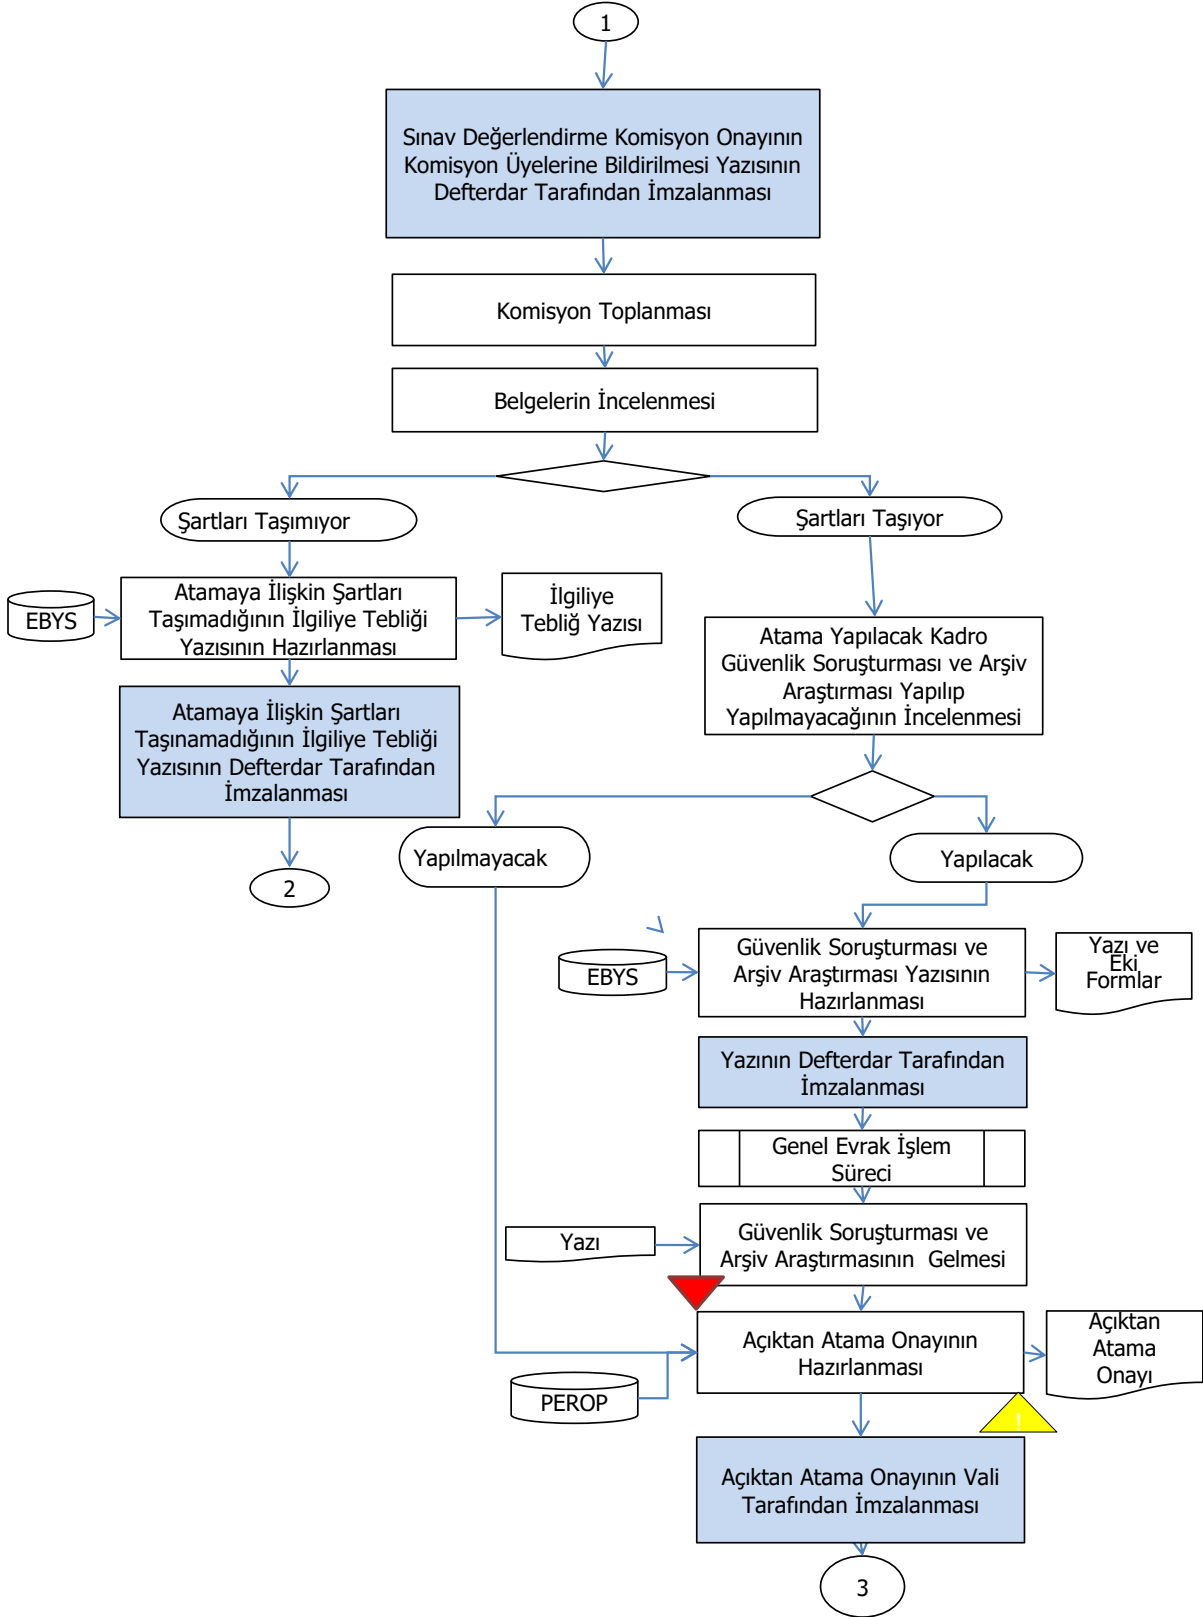 1
Sınav Değerlendirme Komisyon Onayının
Komisyon Üyelerine Bildirilmesi Yazısının
Defterdar Tarafından İmzalanması
Komisyon Toplanması
Belgelerin İncelenmesi
Şartları Taşımıyor
Şartları Taşıyor
EBYS
Atamaya İlişkin Şartları
Taşımadığının İlgiliye Tebliği
Yazısının Hazırlanması
İlgiliye
Tebliğ Yazısı
Atama Yapılacak Kadro
Güvenlik Soruşturması ve Arşiv
Araştırması Yapılıp
Yapılmayacağının İncelenmesi
Atamaya İlişkin Şartları
Taşınamadığının İlgiliye Tebliği
Yazısının Defterdar Tarafından
İmzalanması
2
Yapılmayacak
Yapılacak
EBYS
Güvenlik Soruşturması ve
Arşiv Araştırması Yazısının
Hazırlanması
Yazı ve
Eki
Formlar
Yazının Defterdar Tarafından
İmzalanması
Genel Evrak İşlem
Süreci
Yazı
Güvenlik Soruşturması ve
Arşiv Araştırmasının  Gelmesi
Açıktan Atama Onayının
Hazırlanması
Açıktan
Atama
Onayı
PEROP
!
Açıktan Atama Onayının Vali
Tarafından İmzalanması
3